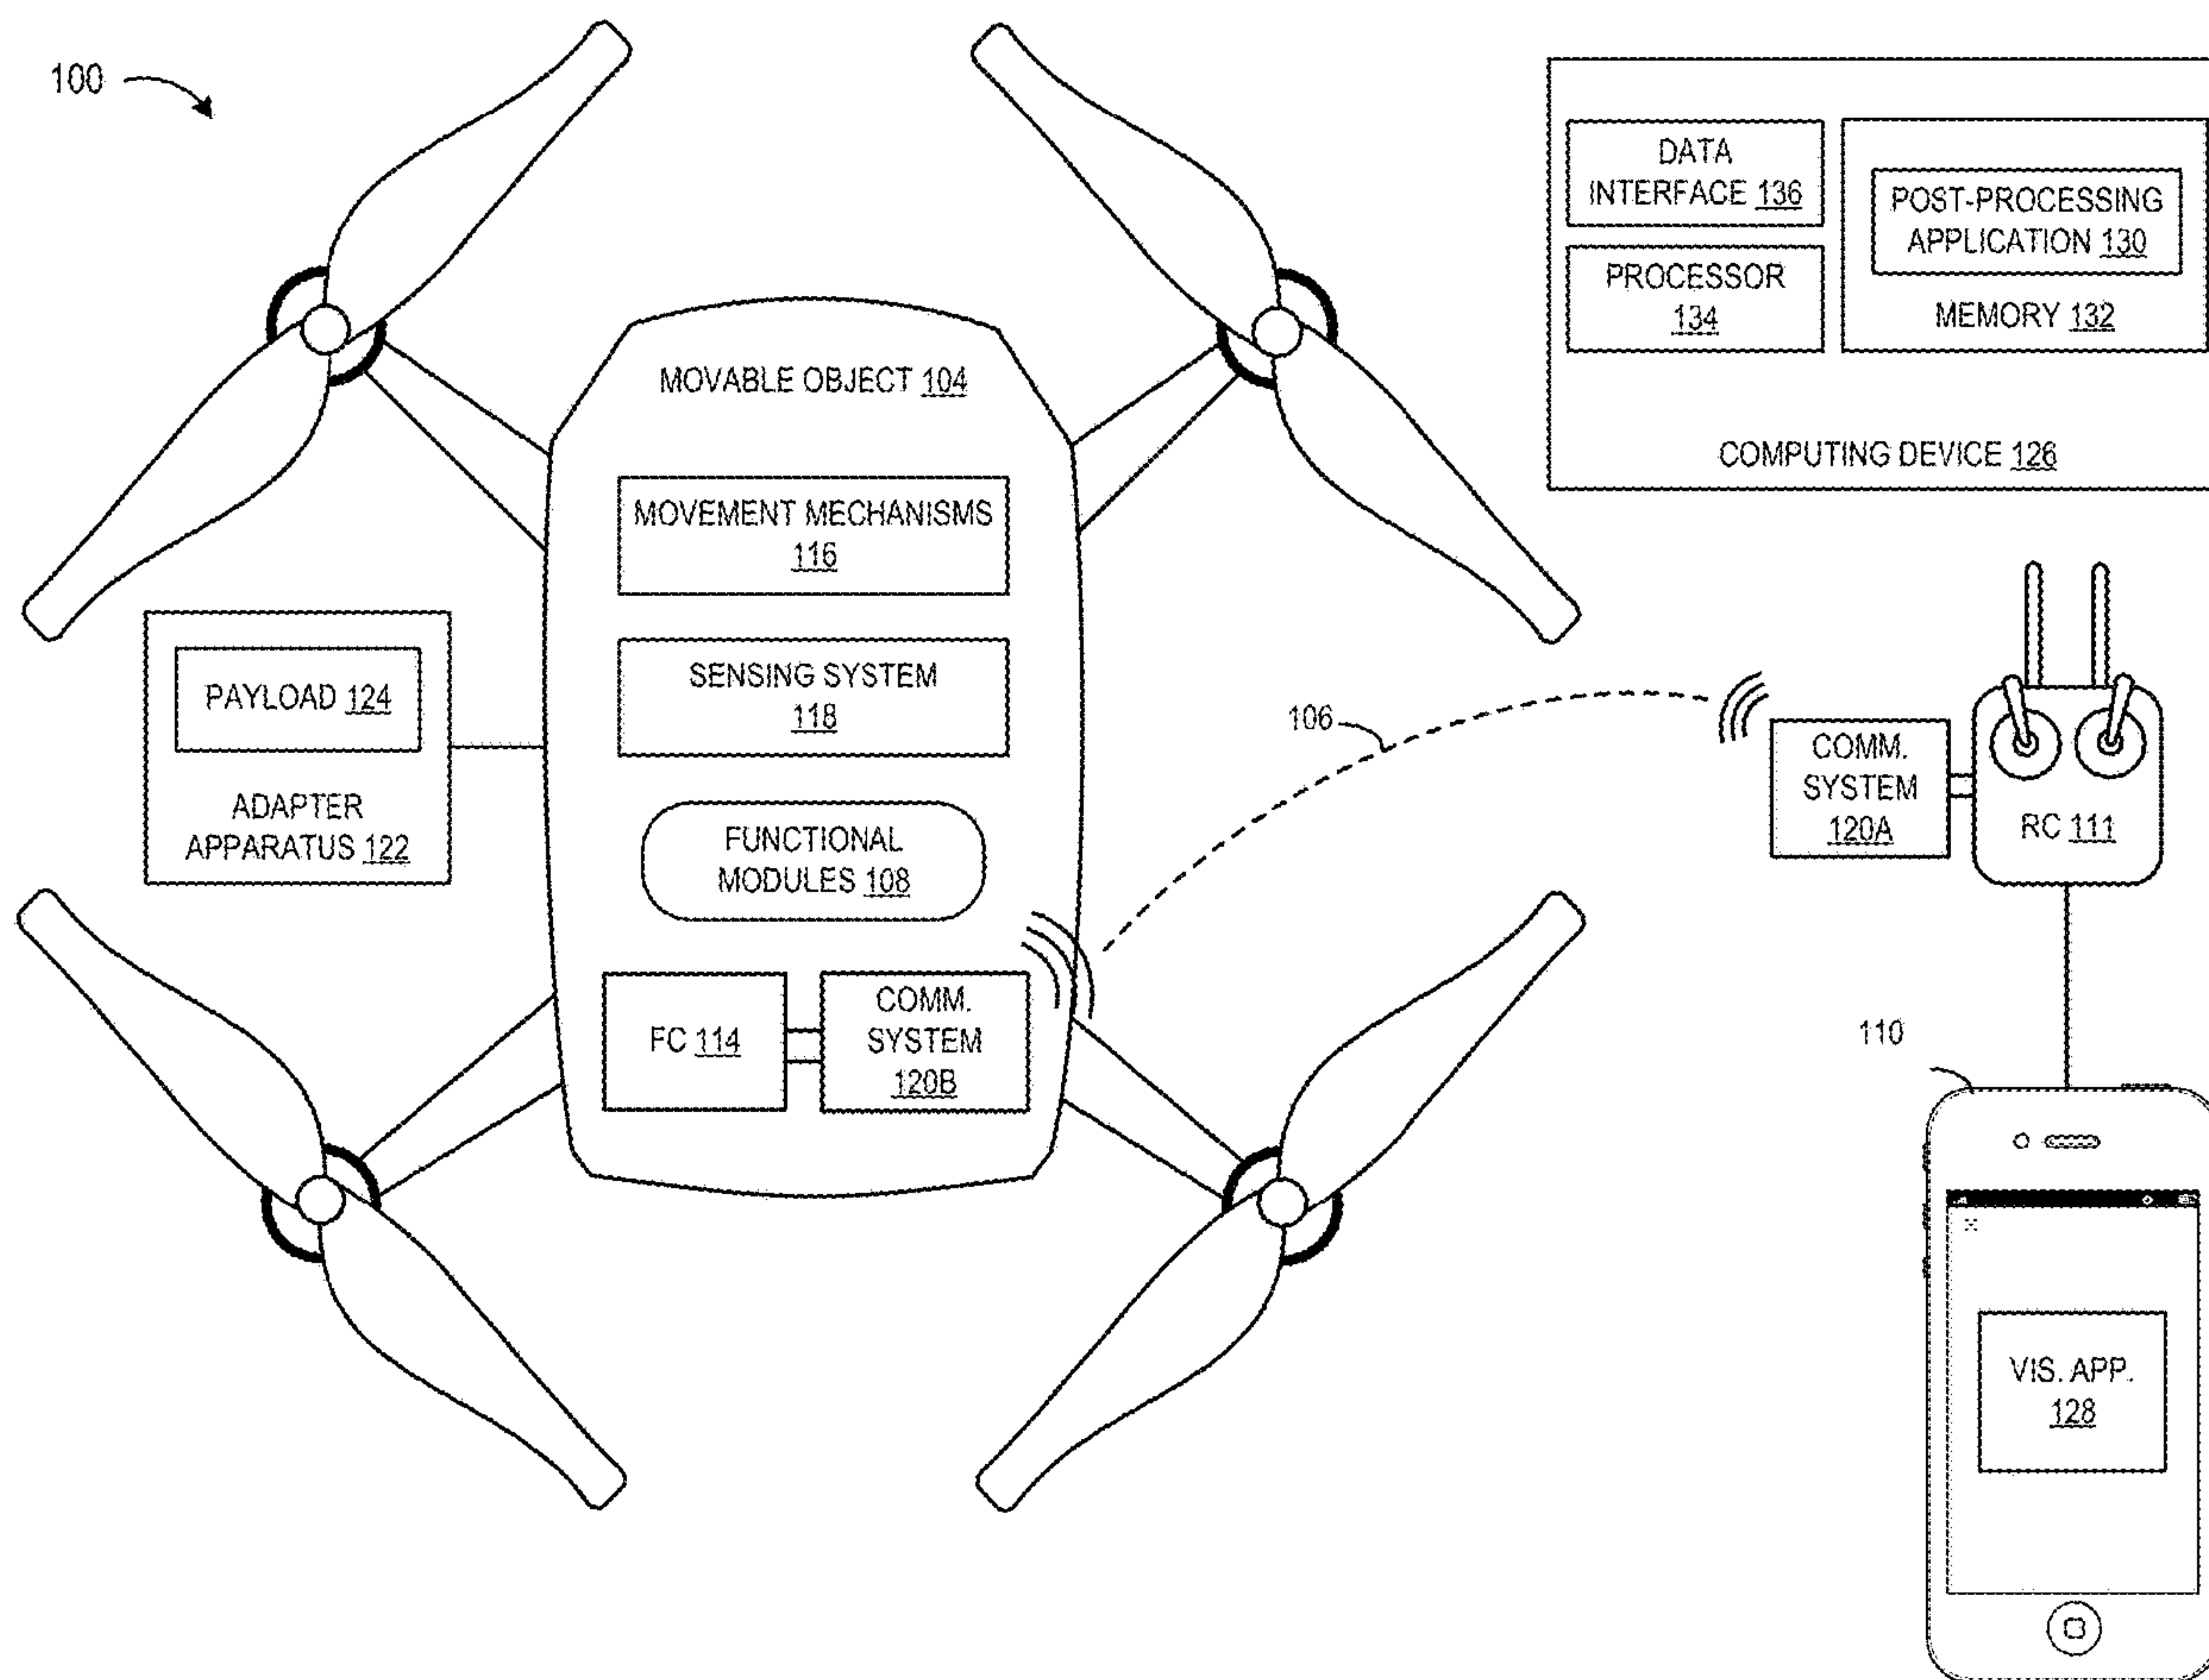 100
DATA
INTERFACE 136
PROCESSOR
134
POST-PROCESSING
APPLICATION 130
MEMORY 132
COMPUTING DEVICE 126
MOVABLE OBJECT 104
MOVEMENT MECHANISMS
116
SENSING SYSTEM
118
FUNCTIONAL
MODULES 108
FC 114
COMM.
SYSTEM
120B
PAYLOAD 124
ADAPTER
APPARATUS 122
106
COMM.
SYSTEM
120A
RC 111
110
VIS. APP.
128